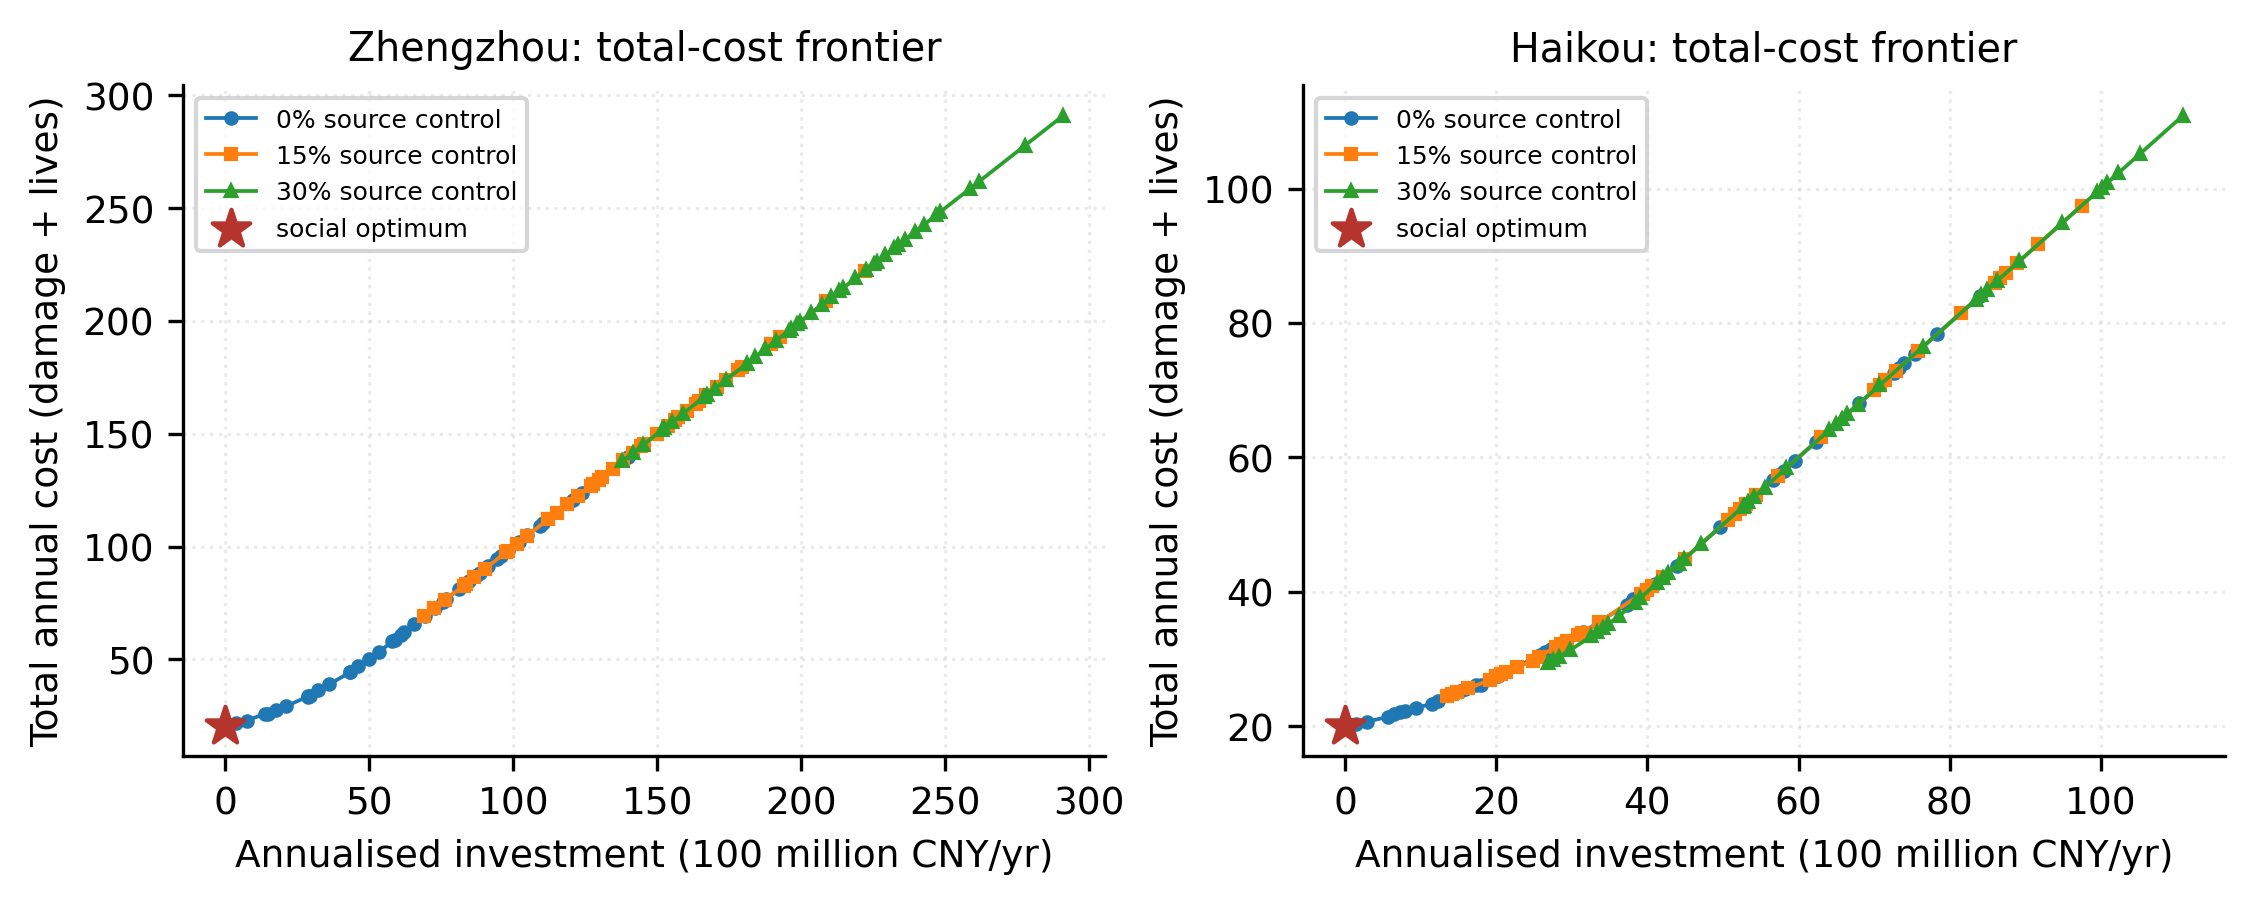 Zhengzhou: total-cost frontier
Total annual cost (damage + lives)
300
250
200
150
100
50
0% source control
15% source control
30% source control
social optimum
0 50 100 150 200 250 300
Annualised investment (100 million CNY/yr)
Haikou: total-cost frontier
Total annual cost (damage + lives)
100
80
60
40
20
0% source control
15% source control
30% source control
social optimum
0 20 40 60 80 100
Annualised investment (100 million CNY/yr)